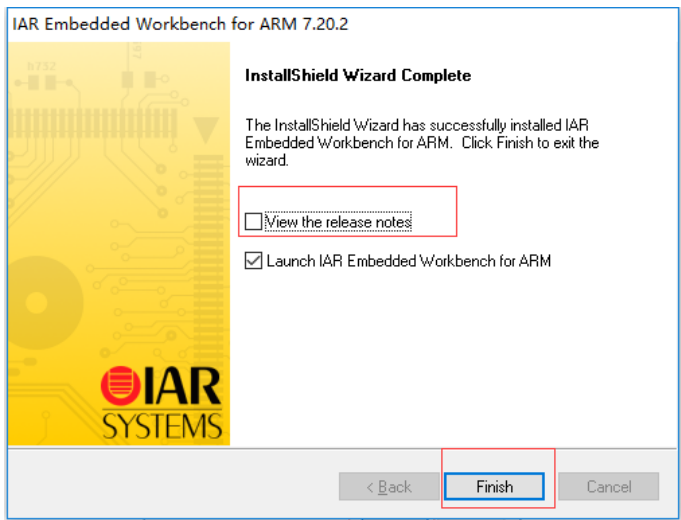 IAR Embedded Workbench for ARM 7.20.2
InstallShield Wizard Complete
The InstallShield Wizard has successfully installed IAR
Embedded Workbench for ARM. Click Finish to exit the
wizard.
View the release notes
Launch IAR Embedded Workbench for ARM
IAR
SYSTEMS
< Back
Finish
Cancel